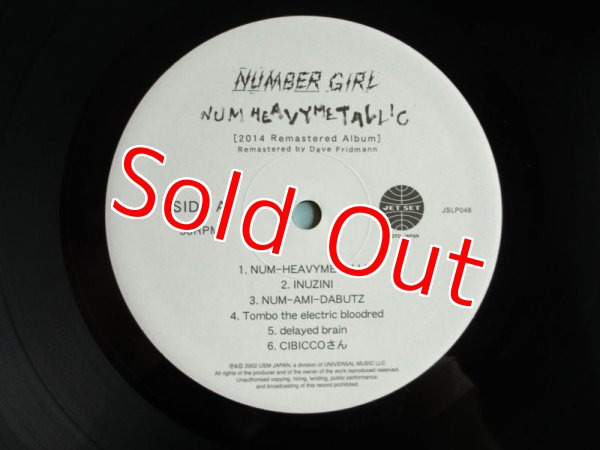 NUMBER GIRL
NUM HEAVYMETALLIC
[2014 Remastered Album]
Remastered by Dave Fridmann
Sold Out
SIDE A
JET SET
JSLP048
JAPAN
1. NUM-HEAVYME
2. INUZINI
3. NUM-AMI-DABUTZ
4. Tombo the electric bloodred
5. delayed brain
6. CIBICCOさん
℗&© 2002 USM JAPAN, a division of UNIVERSAL MUSIC LLC
All rights of the producer and of the owner of the work reproduced reserved.
Unauthorised copying, hiring, lending, public performance
and broadcasting of this record prohibited.